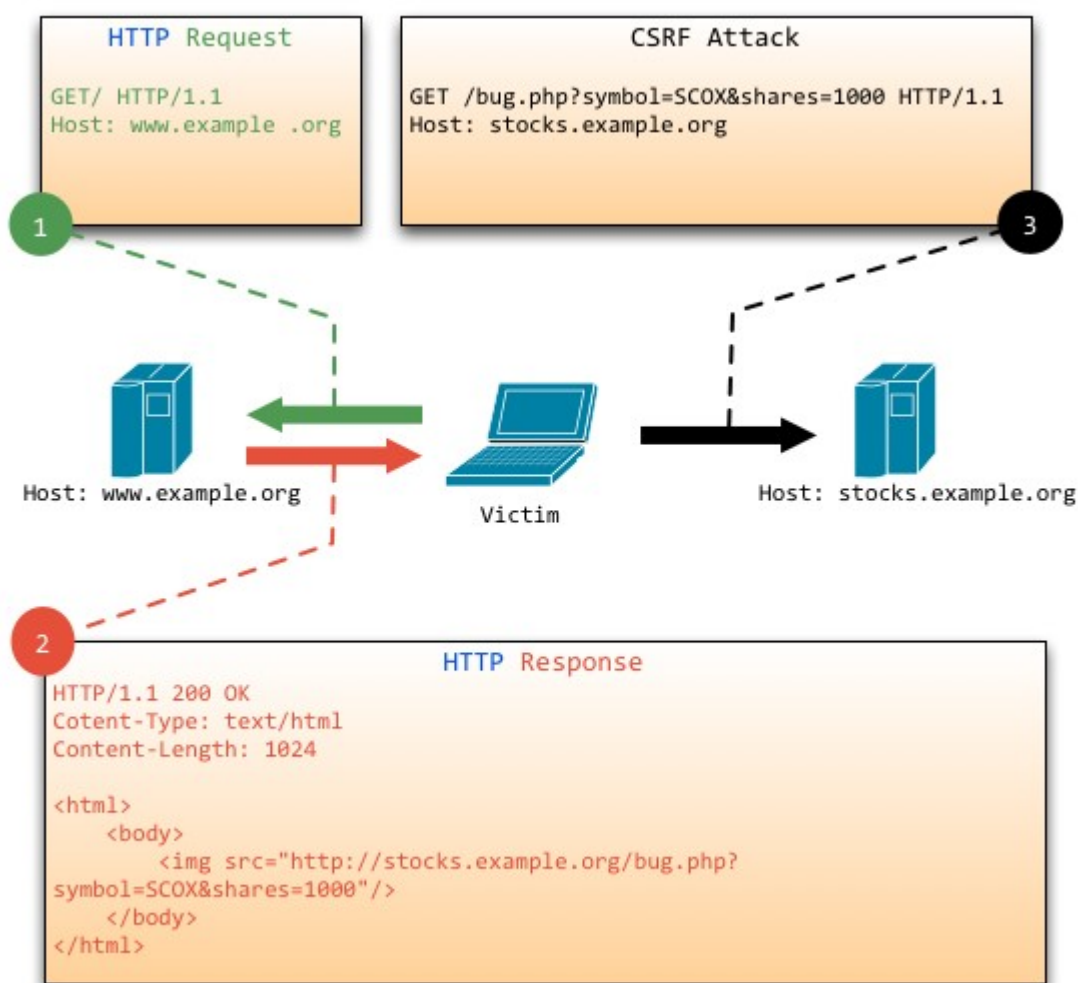 HTTP Request
GET/ HTTP/1.1
Host: www.example .org
1
CSRF Attack
GET /bug.php?symbol=SCOX&shares=1000 HTTP/1.1
Host: stocks.example.org
3
Host: www.example.org
Victim
Host: stocks.example.org
2
HTTP Response
HTTP/1.1 200 OK
Cotent-Type: text/html
Content-Length: 1024
<html>
<body>
<img src="http://stocks.example.org/bug.php?
symbol=SCOX&shares=1000"/>
</body>
</html>